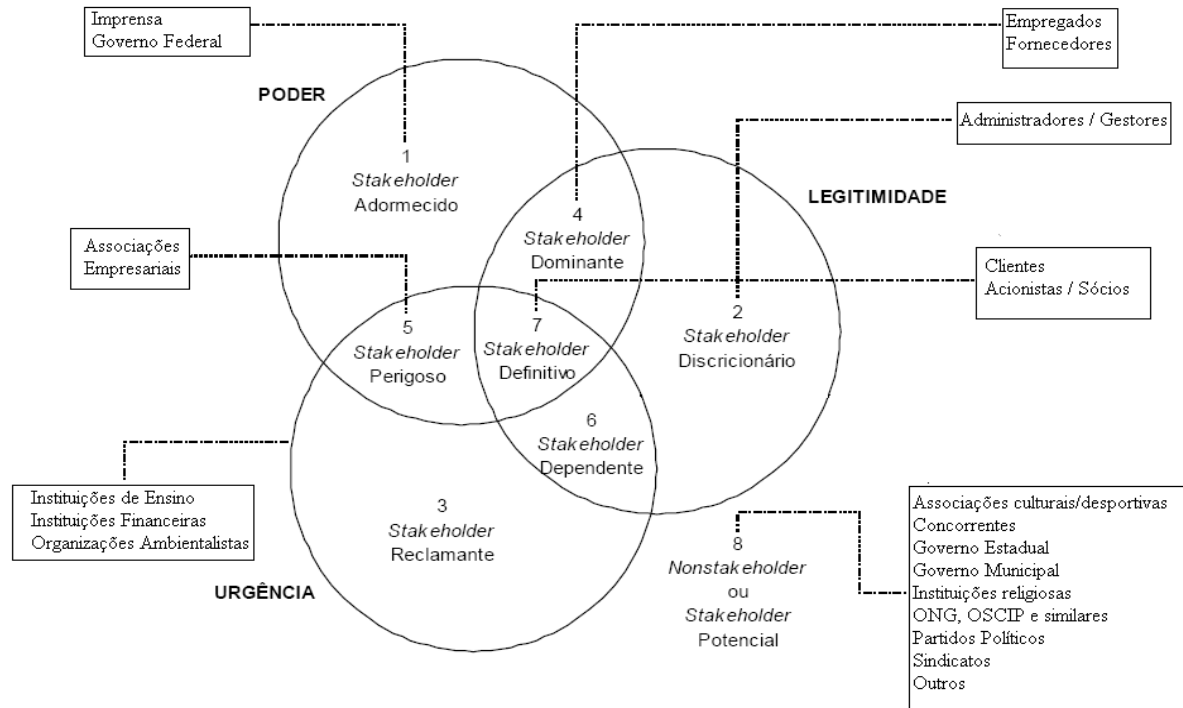 Imprensa
Governo Federal
Empregados
Fornecedores
PODER
Administradores / Gestores
1
Stakeholder
Adormecido
LEGITIMIDADE
4
Stakeholder
Dominante
Associações
Empresariais
Clientes
Acionistas / Sócios
2
Stakeholder
Discricionário
5
Stakeholder
Perigoso
7
Stakeholder
Definitivo
6
Stakeholder
Dependente
Instituições de Ensino
Instituições Financeiras
Organizações Ambientalistas
3
Stakeholder
Reclamante
URGÊNCIA
8
Nonstakeholder
ou
Stakeholder
Potencial
Associações culturais/desportivas
Concorrentes
Governo Estadual
Governo Municipal
Instituições religiosas
ONG, OSCIP e similares
Partidos Políticos
Sindicatos
Outros